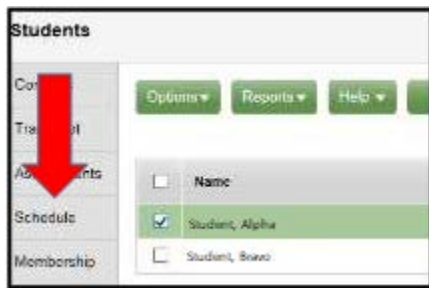 Students
Options Reports Help
Name
Schedule
Student, Alpha
Membership
Student, Bravo